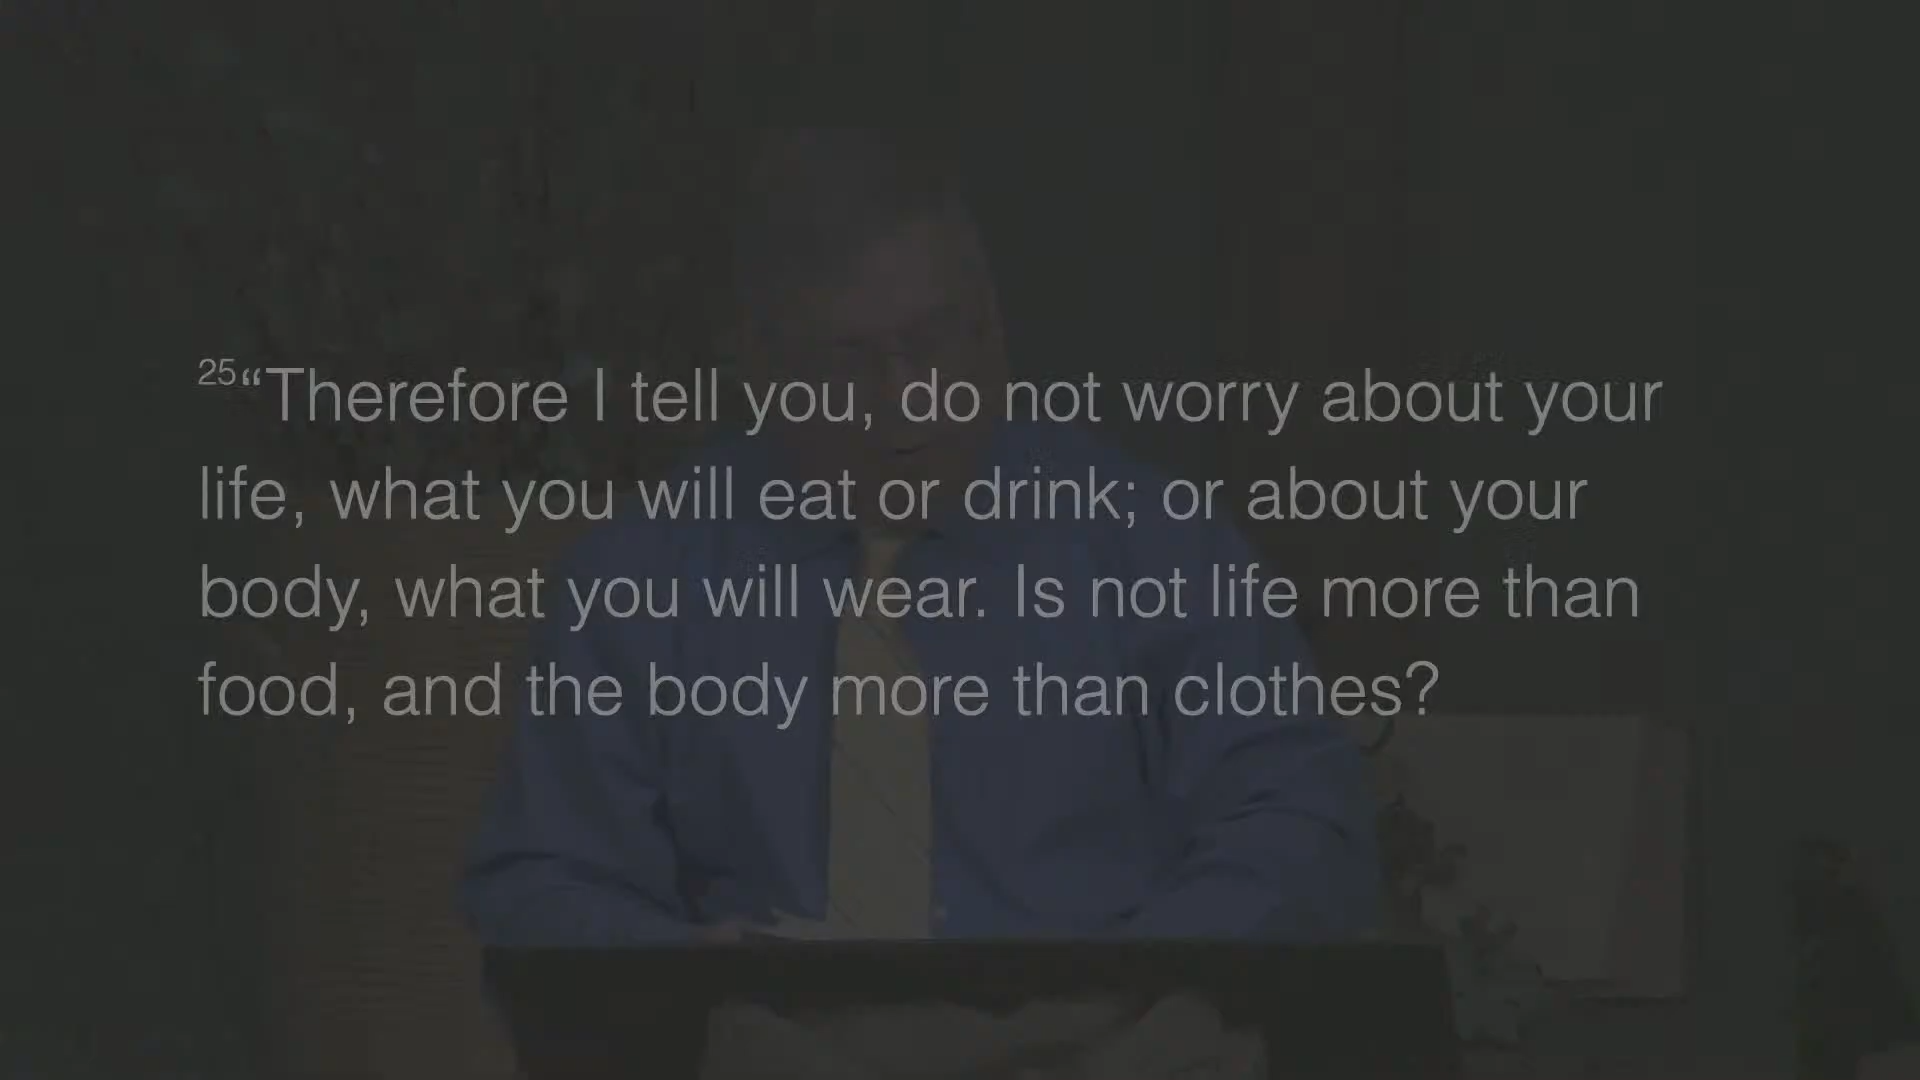 25“Therefore I tell you, do not worry about your
life, what you will eat or drink; or about your
body, what you will wear. Is not life more than
food, and the body more than clothes?